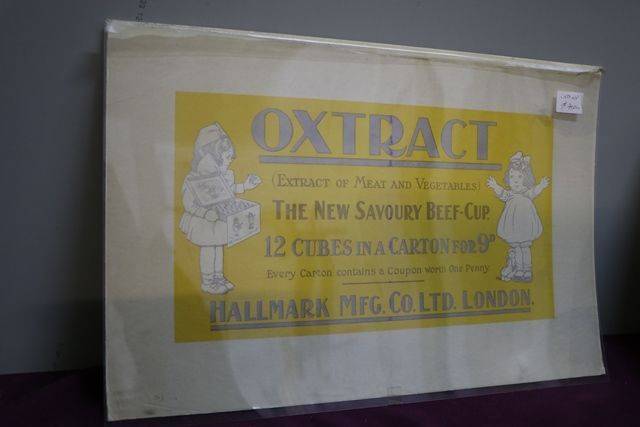 OXTRACT
(EXTRACT OF MEAT AND VEGETABLES)
THE NEW SAVOURY BEEF-CUP.
12 CUBES IN A CARTON FOR 9D
Every Carton contains a Coupon worth One Penny.
HALLMARK MFG. CO. LTD. LONDON.